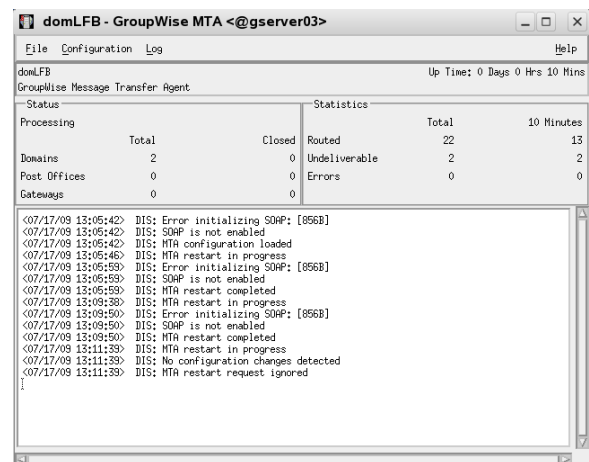 domLFB - GroupWise MTA <@gserver03>
File Configuration Log Help
domLFB Up Time: 0 Days 0 Hrs 10 Mins
GroupWise Message Transfer Agent
Status Statistics
Processing Total 10 Minutes
Total Closed Routed 22 13
Domains 2 0 Undeliverable 2 2
Post Offices 0 0 Errors 0 0
Gateways 0 0
<07/17/09 13:05:42> DIS: Error initializing SOAP: [856B]
<07/17/09 13:05:42> DIS: SOAP is not enabled
<07/17/09 13:05:42> DIS: MTA configuration loaded
<07/17/09 13:05:46> DIS: MTA restart in progress
<07/17/09 13:05:59> DIS: Error initializing SOAP: [856B]
<07/17/09 13:05:59> DIS: SOAP is not enabled
<07/17/09 13:05:59> DIS: MTA restart completed
<07/17/09 13:09:38> DIS: MTA restart in progress
<07/17/09 13:09:50> DIS: Error initializing SOAP: [856B]
<07/17/09 13:09:50> DIS: SOAP is not enabled
<07/17/09 13:09:50> DIS: MTA restart completed
<07/17/09 13:11:39> DIS: MTA restart in progress
<07/17/09 13:11:39> DIS: No configuration changes detected
<07/17/09 13:11:39> DIS: MTA restart request ignored